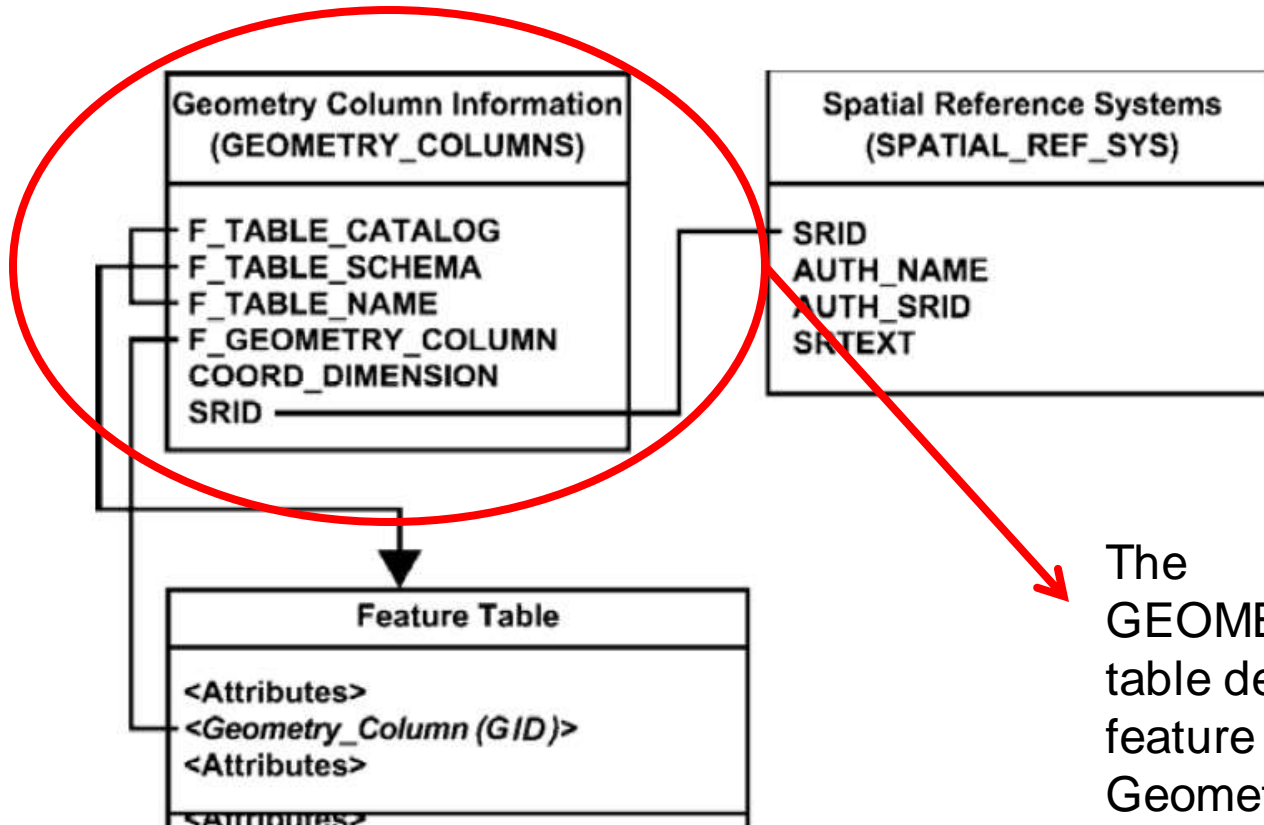 Geometry Column Information
(GEOMETRY_COLUMNS)
F_TABLE_CATALOG
F_TABLE_SCHEMA
F_TABLE_NAME
F_GEOMETRY_COLUMN
COORD_DIMENSION
SRID
Spatial Reference Systems
(SPATIAL_REF_SYS)
SRID
AUTH_NAME
AUTH_SRID
SRTEXT
Feature Table
<Attributes>
<Geometry_Column (GID)>
<Attributes>
<Attributes>
The
table
feature